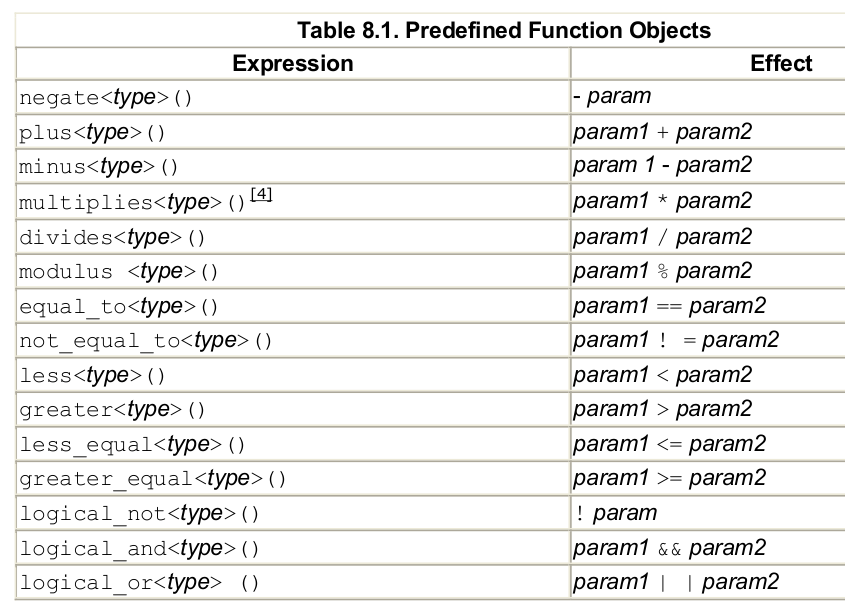 Table 8.1. Predefined Function Objects
Expression Effect
negate<type>() - param
plus<type>() param1 + param2
minus<type>() param 1 - param2
multiplies<type>()[4] param1 * param2
divides<type>() param1 / param2
modulus <type>() param1 % param2
equal_to<type>() param1 == param2
not_equal_to<type>() param1 ! = param2
less<type>() param1 < param2
greater<type>() param1 > param2
less_equal<type>() param1 <= param2
greater_equal<type>() param1 >= param2
logical_not<type>() ! param
logical_and<type>() param1 && param2
logical_or<type> () param1 | | param2